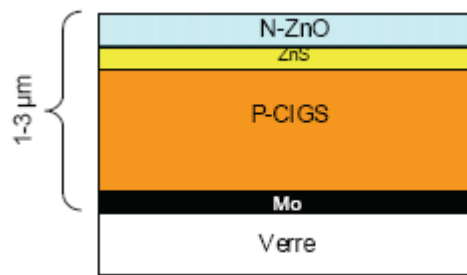 N-ZnO
ZnS
1-3 µm
P-CIGS
Mo
Verre